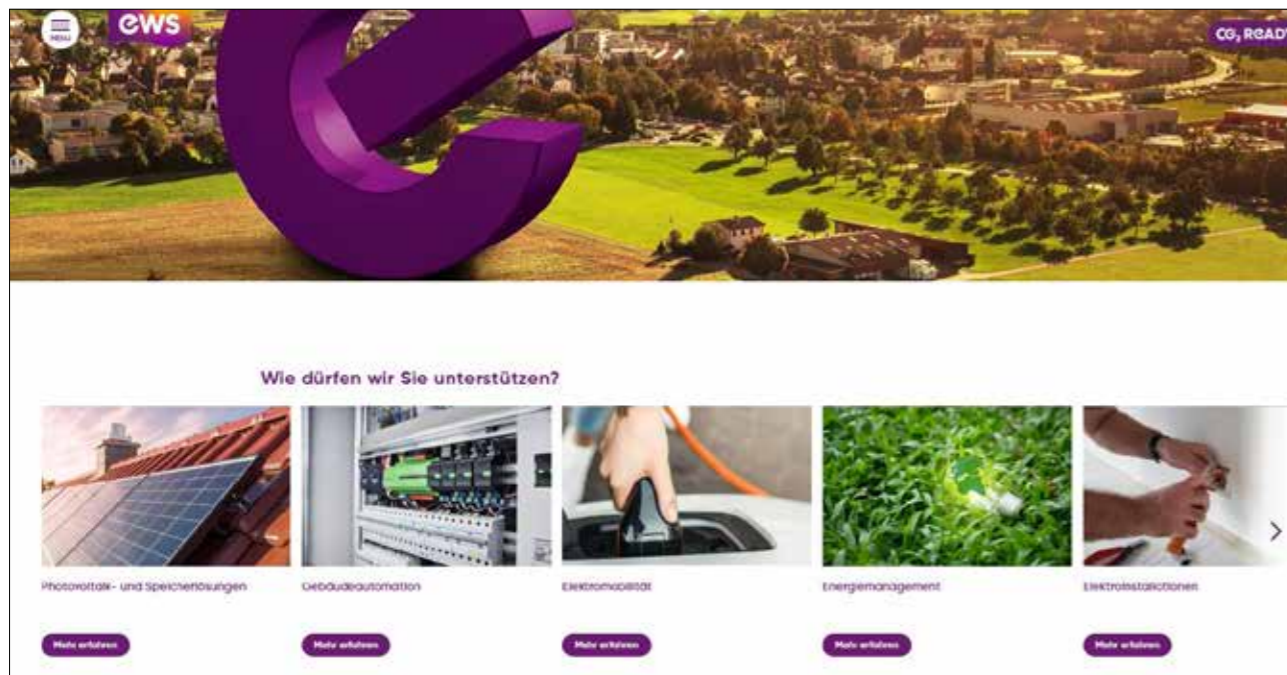 MENU
ews
CO₂ READY
Wie dürfen wir Sie unterstützen?
Photovoltaik- und Speicherlösungen
Gebäudeautomation
Elektromobilität
Energiemanagement
Elektroinstallationen
Mehr erfahren
Mehr erfahren
Mehr erfahren
Mehr erfahren
Mehr erfahren